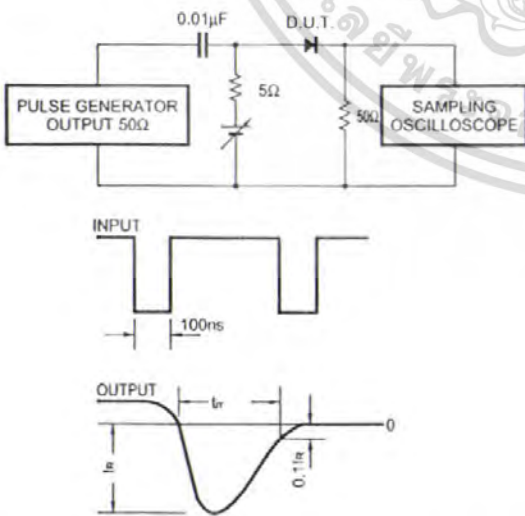 0.01µF
D.U.T.
5Ω
PULSE GENERATOR
OUTPUT 50Ω
50Ω
SAMPLING
OSCILLOSCOPE
INPUT
100ns
OUTPUT
trr
0
IR
0.1IR